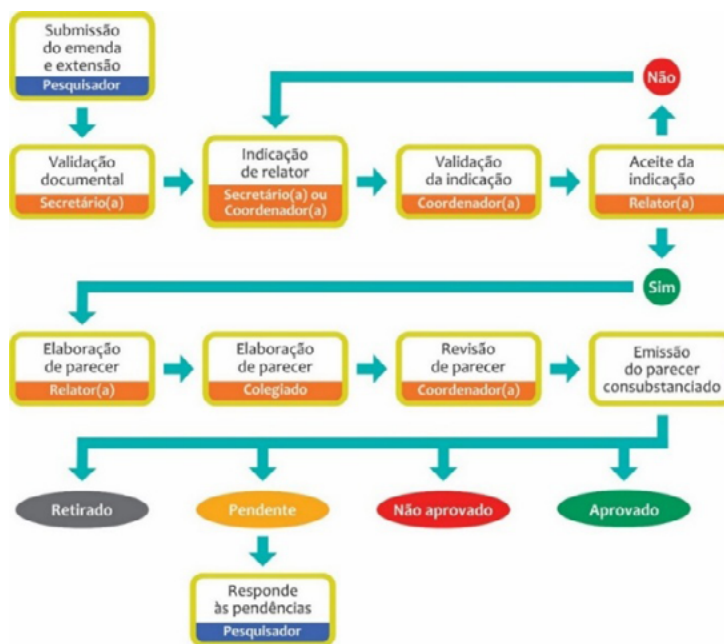 Submissão
do emenda
e extensão
Pesquisador
Não
Validação
documental
Secretário(a)
Indicação
de relator
Secretário(a) ou
Coordenador(a)
Validação
da indicação
Coordenador(a)
Aceite da
indicação
Relator(a)
Sim
Elaboração
de parecer
Relator(a)
Elaboração
de parecer
Colegiado
Revisão
de parecer
Coordenador(a)
Emissão
do parecer
consubstanciado
Retirado
Pendente
Não aprovado
Aprovado
Responde
às pendências
Pesquisador